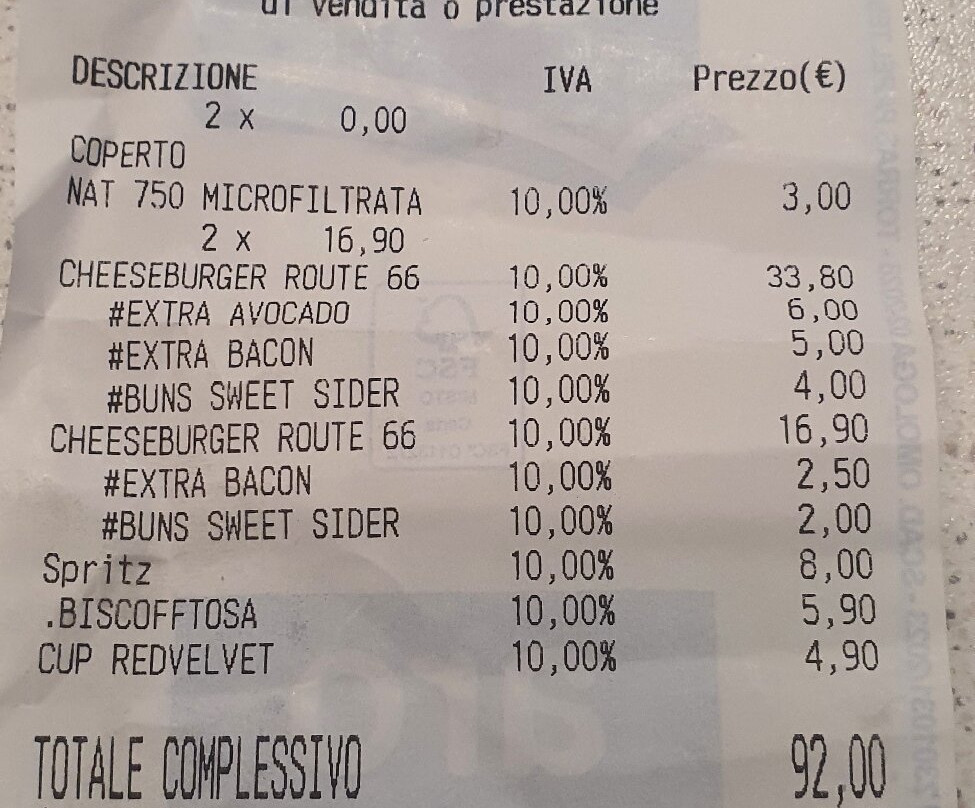 di vendita o prestazione
DESCRIZIONE IVA Prezzo(€)
2 x 0,00
COPERTO
NAT 750 MICROFILTRATA 10,00% 3,00
2 x 16,90
CHEESEBURGER ROUTE 66 10,00% 33,80
#EXTRA AVOCADO 10,00% 6,00
#EXTRA BACON 10,00% 5,00
#BUNS SWEET SIDER 10,00% 4,00
CHEESEBURGER ROUTE 66 10,00% 16,90
#EXTRA BACON 10,00% 2,50
#BUNS SWEET SIDER 10,00% 2,00
Spritz 10,00% 8,00
.BISCOFFTOSA 10,00% 5,90
CUP REDVELVET 10,00% 4,90
TOTALE COMPLESSIVO 92,00